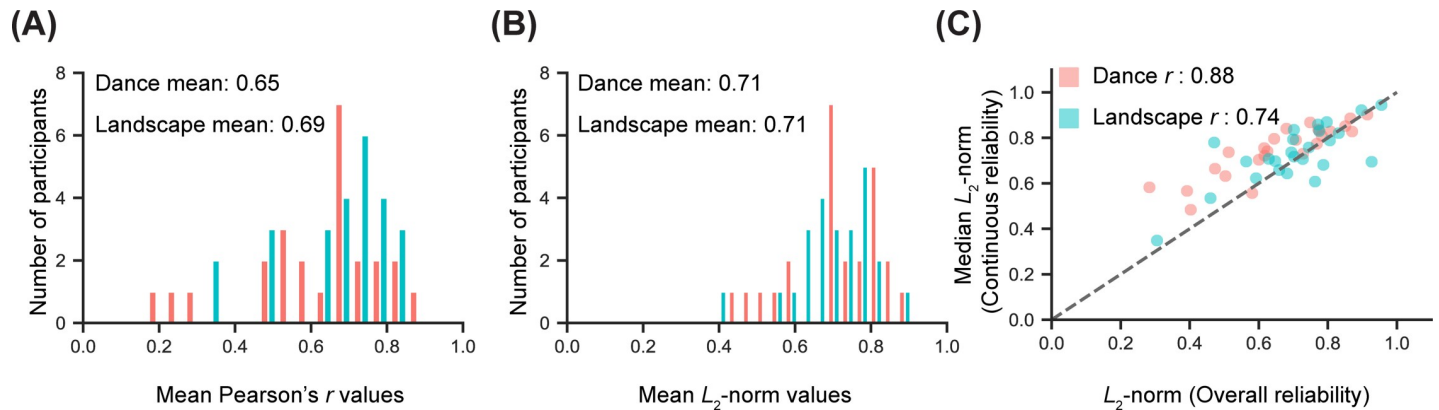 (A)
Dance mean: 0.65
Landscape mean: 0.69
Number of participants
8
6
4
2
0
0.0 0.2 0.4 0.6 0.8 1.0
Mean Pearson’s r values
(B)
Dance mean: 0.71
Landscape mean: 0.71
Number of participants
8
6
4
2
0
0.0 0.2 0.4 0.6 0.8 1.0
Mean L₂-norm values
(C)
Dance r : 0.88
Landscape r : 0.74
Median L₂-norm
(Continuous reliability)
1.0
0.8
0.6
0.4
0.2
0.0
0.0 0.2 0.4 0.6 0.8 1.0
L₂-norm (Overall reliability)